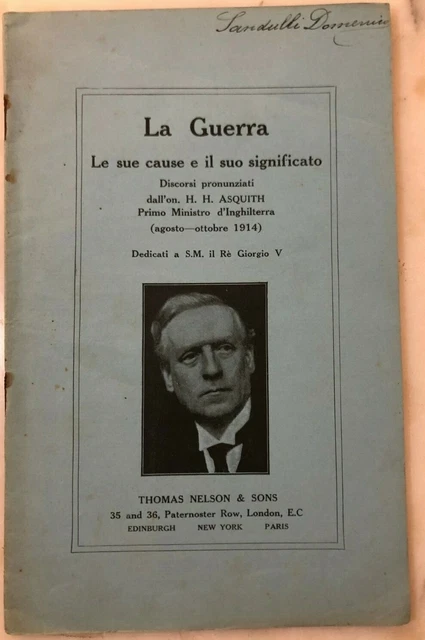 Sandulli Domenico
La Guerra
Le sue cause e il suo significato
Discorsi pronunziati
dall'on. H. H. ASQUITH
Primo Ministro d'Inghilterra
(agosto—ottobre 1914)
Dedicati a S.M. il Rè Giorgio V
THOMAS NELSON & SONS
35 and 36, Paternoster Row, London, E.C
EDINBURGH NEW YORK PARIS